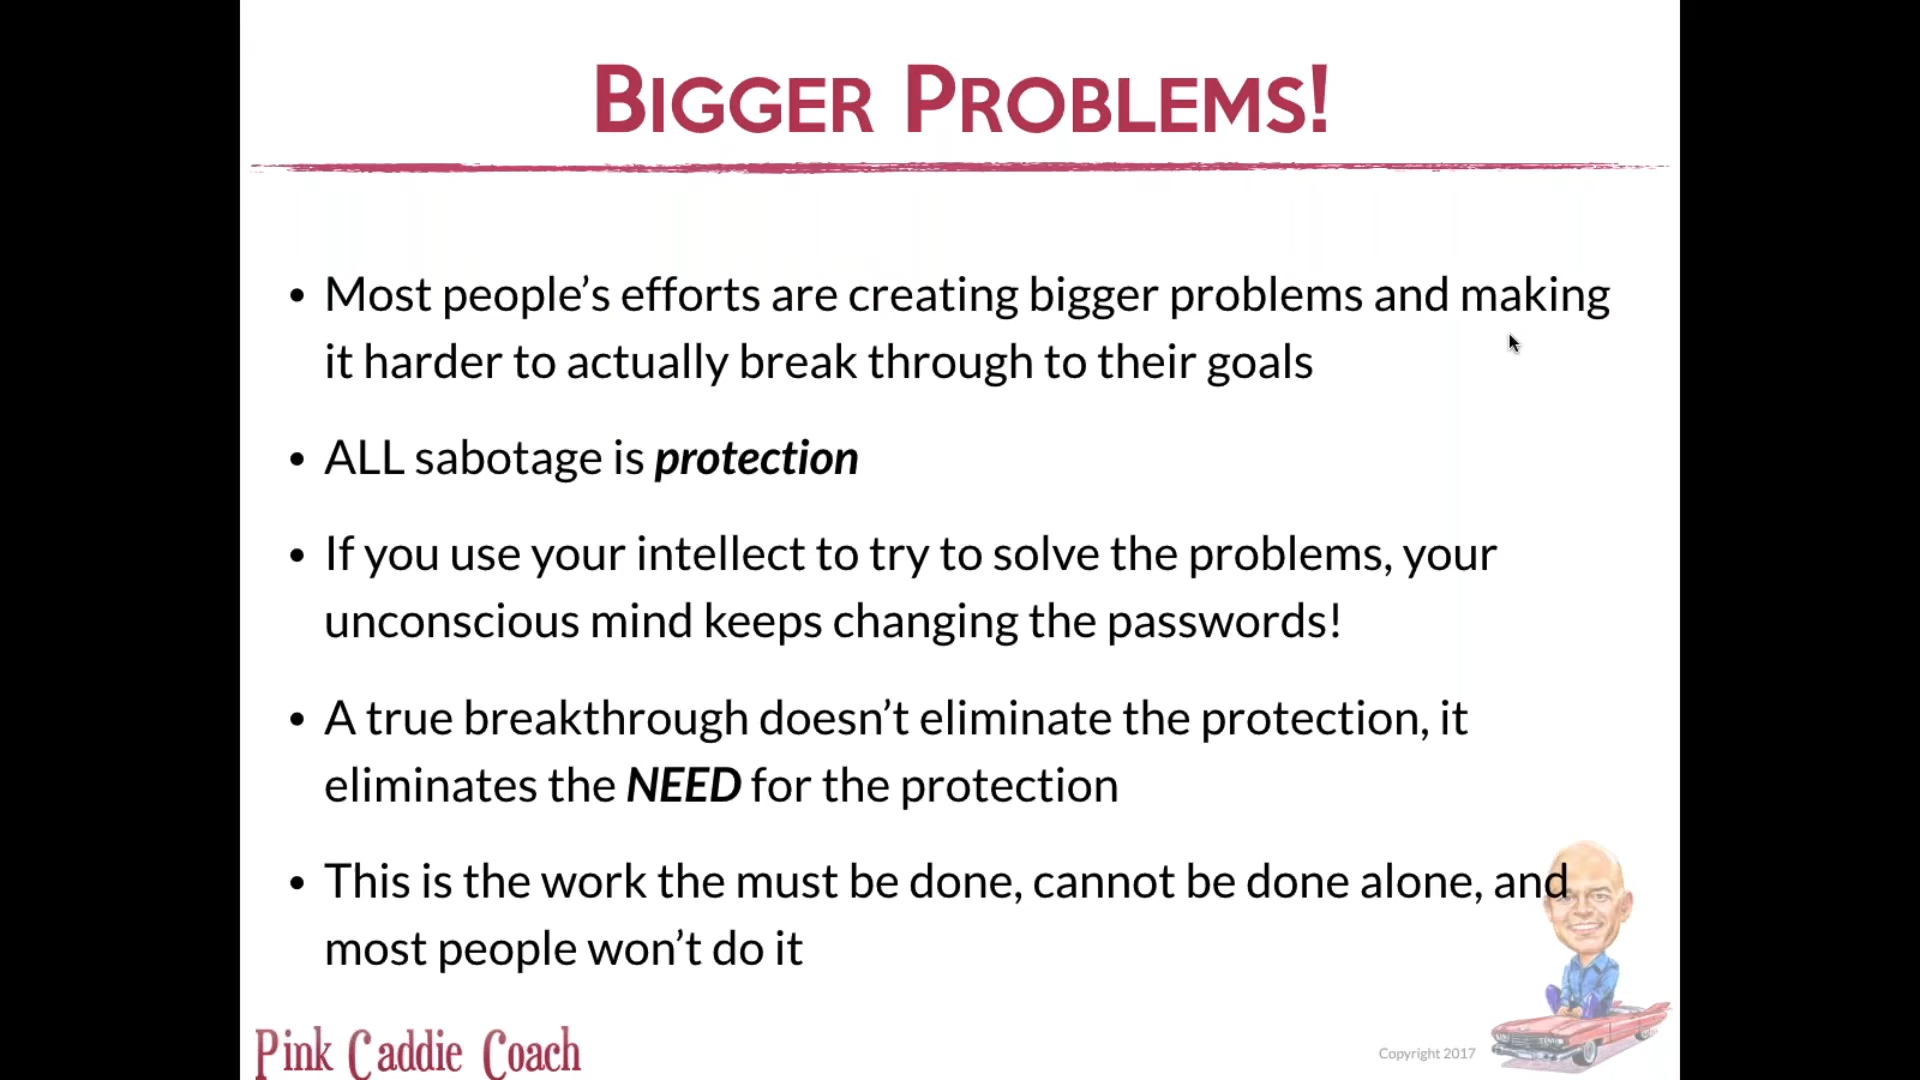 BIGGER PROBLEMS!
• Most people’s efforts are creating bigger problems and making
it harder to actually break through to their goals
• ALL sabotage is protection
• If you use your intellect to try to solve the problems, your
unconscious mind keeps changing the passwords!
• A true breakthrough doesn’t eliminate the protection, it
eliminates the NEED for the protection
• This is the work the must be done, cannot be done alone, and
most people won’t do it
Pink Caddie Coach
Copyright 2017